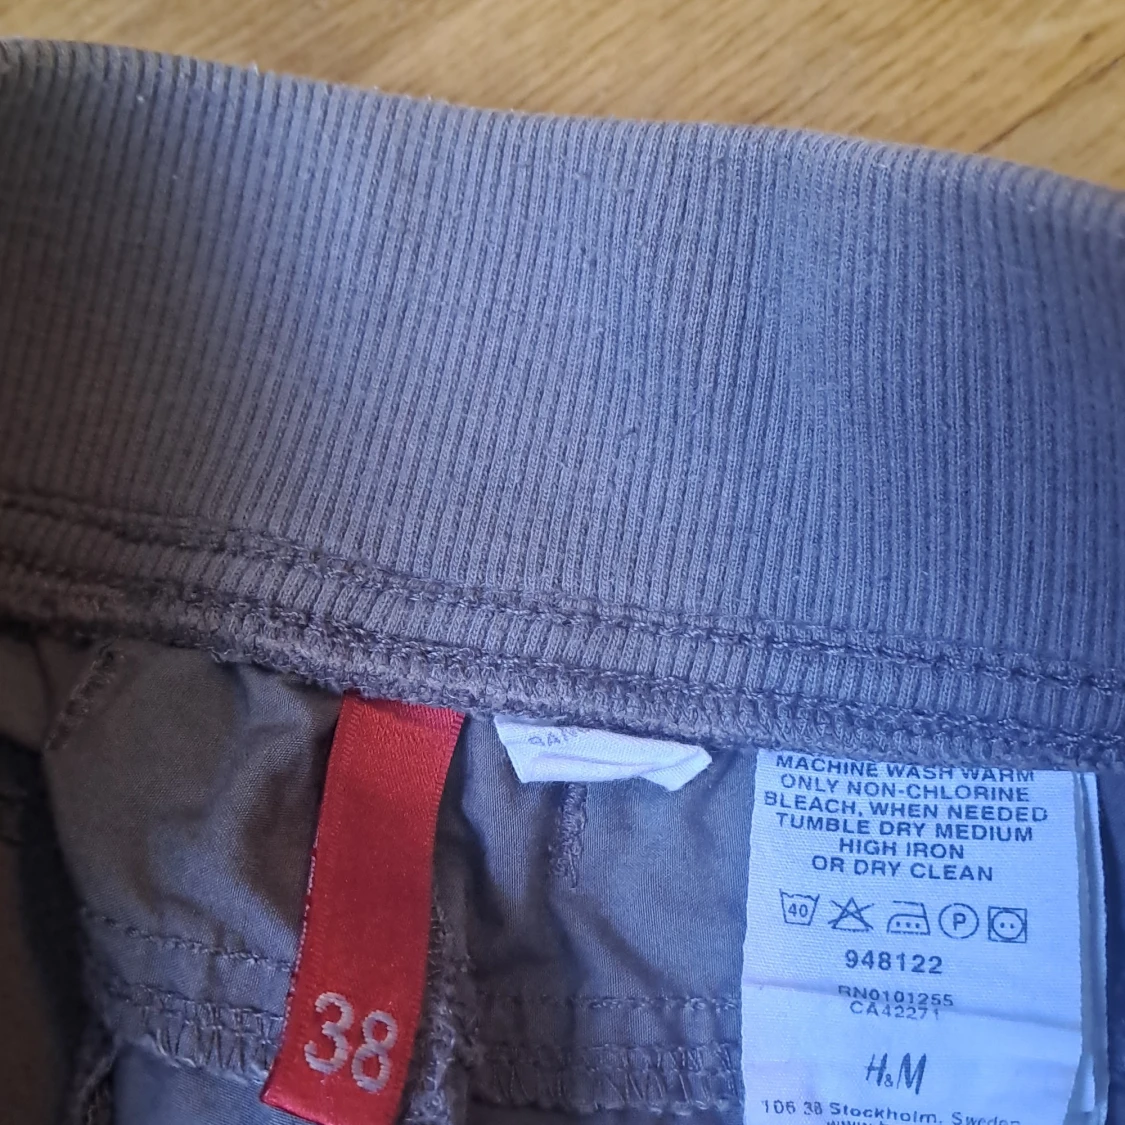 38
MACHINE WASH WARM
ONLY NON-CHLORINE
BLEACH, WHEN NEEDED
TUMBLE DRY MEDIUM
HIGH IRON
OR DRY CLEAN
40
P
948122
RN0101255
CA42271
H&M
106 38 Stockholm, Sweden